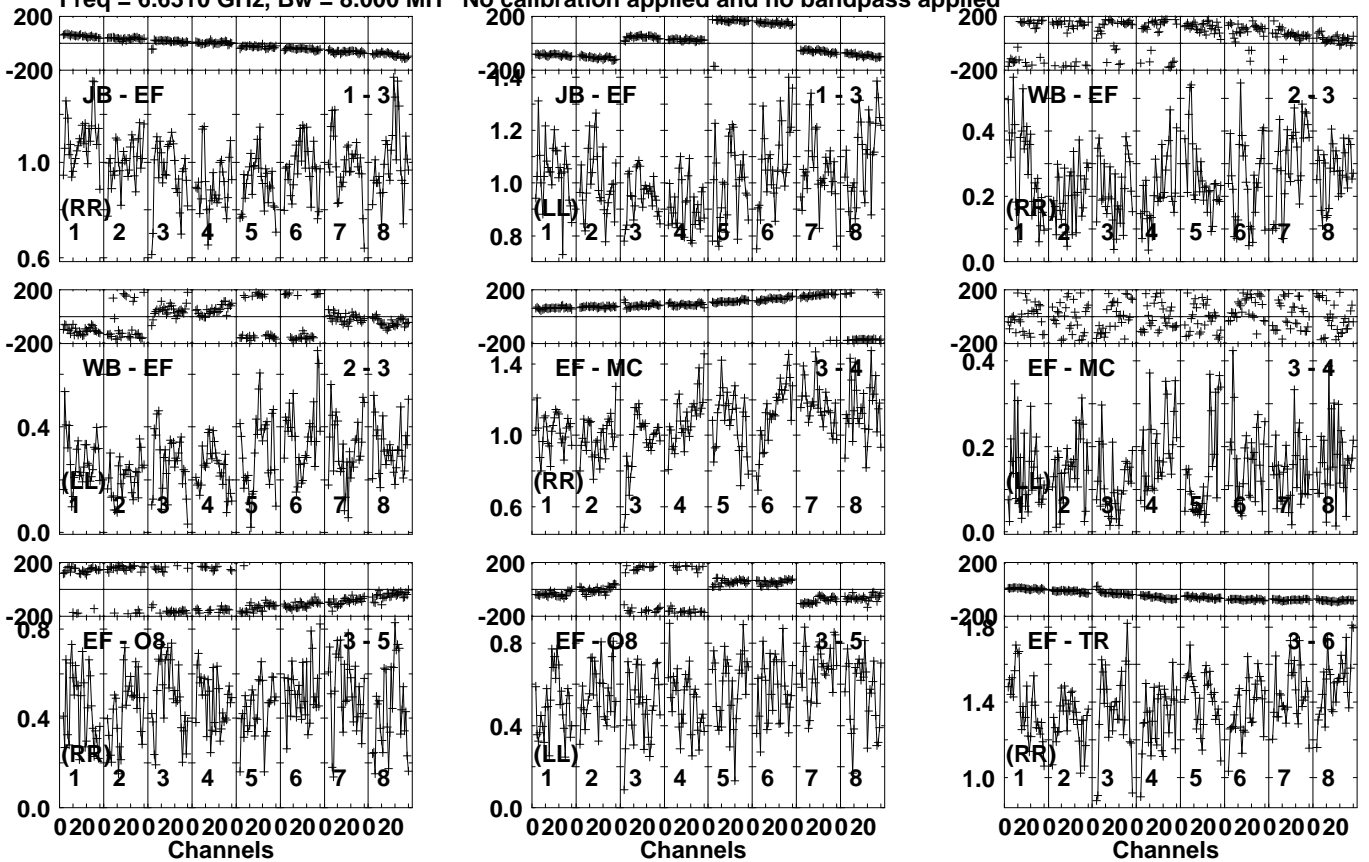 Freq = 6.6310 GHz, Bw = 8.000 MH No calibration applied and no bandpass applied
200 200 200
-200 -200 -200
JB - EF 1 - 3 JB - EF 1 - 3 WB - EF 2 - 3
1.4
1.2 0.4
1.0 1.0 0.2
(RR) (LL) (RR)
0.8
1 2 3 4 5 6 7 8 1 2 3 4 5 6 7 8 1 2 3 4 5 6 7 8
0.6 0.0
200 200 200
-200 -200 -200
WB - EF 2 - 3 EF - MC 3 - 4 EF - MC 3 - 4
1.4 0.4
0.4 1.0 0.2
(LL) (RR) (LL)
1 2 3 4 5 6 7 8 1 2 3 4 5 6 7 8 1 2 3 4 5 6 7 8
0.0 0.6 0.0
200 200 200
-200 -200 -200
0.8 0.8 1.8
EF - O8 3 - 5 EF - O8 3 - 5 EF - TR 3 - 6
0.4 0.4 1.4
(RR) (LL) (RR)
1 2 3 4 5 6 7 8 1 2 3 4 5 6 7 8 1 2 3 4 5 6 7 8
0.0 0.0 1.0
0 20 0 20 0 20 0 20 0 20 0 20 0 20 0 20 0 20 0 20 0 20 0 20 0 20 0 20 0 20 0 20 0 20 0 20 0 20 0 20 0 20 0 20 0 20 0 20
Channels Channels Channels